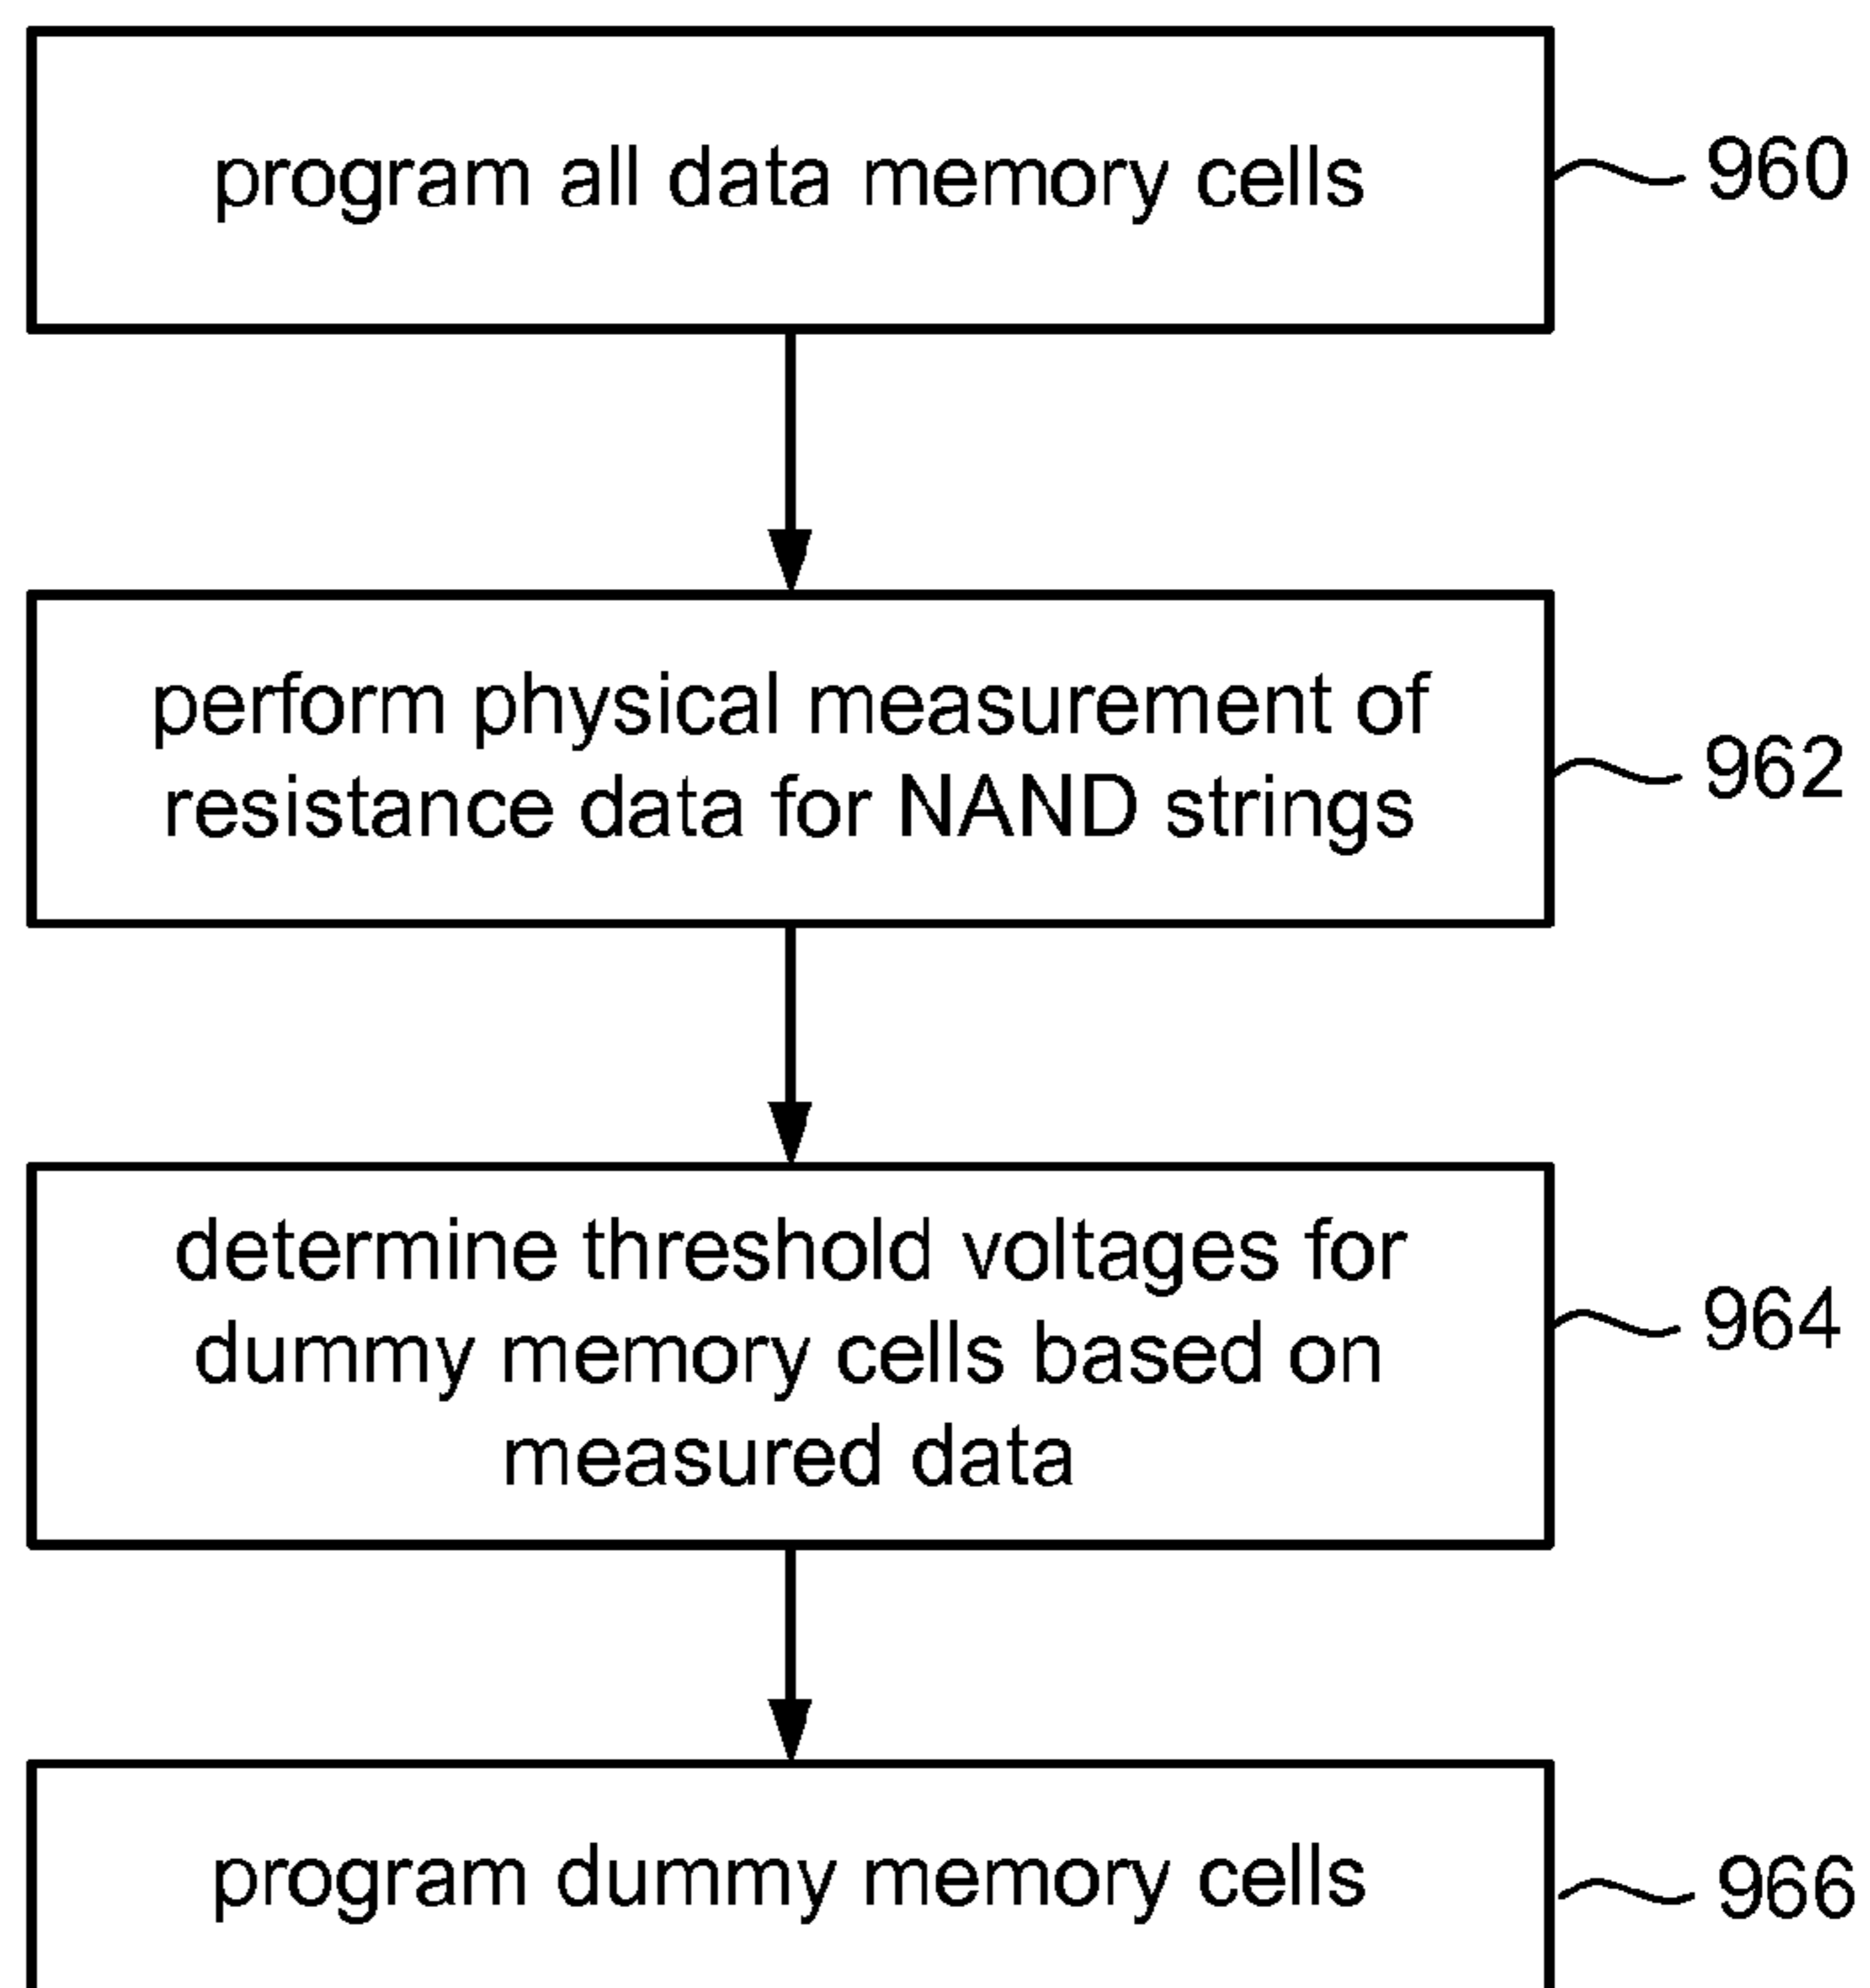 program all data memory cells
960
perform physical measurement of
resistance data for NAND strings
962
determine threshold voltages for
dummy memory cells based on
measured data
964
program dummy memory cells
966